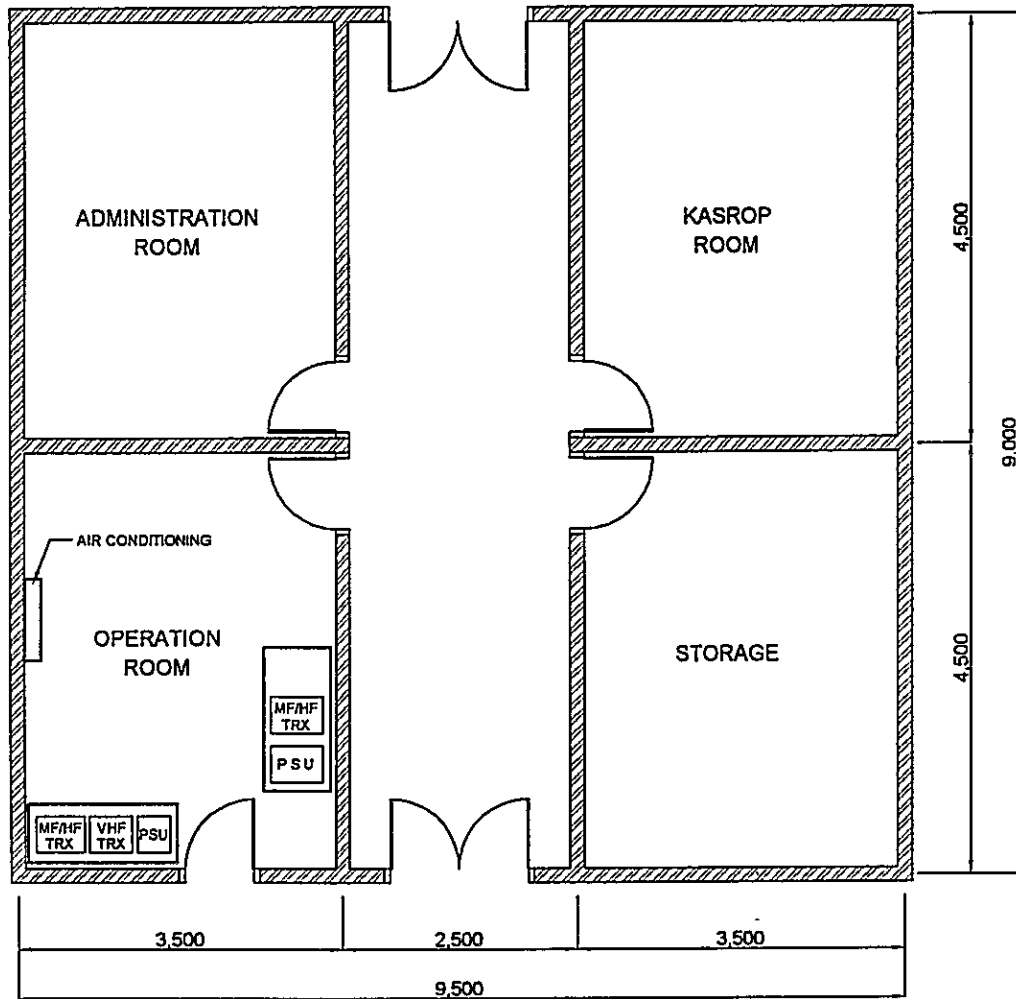 ADMINISTRATION
ROOM
KASROP
ROOM
4,500
9,000
AIR CONDITIONING
OPERATION
ROOM
STORAGE
4,500
MF/HF
TRX
PSU
MF/HF
TRX
VHF
TRX
PSU
3,500
2,500
3,500
9,500